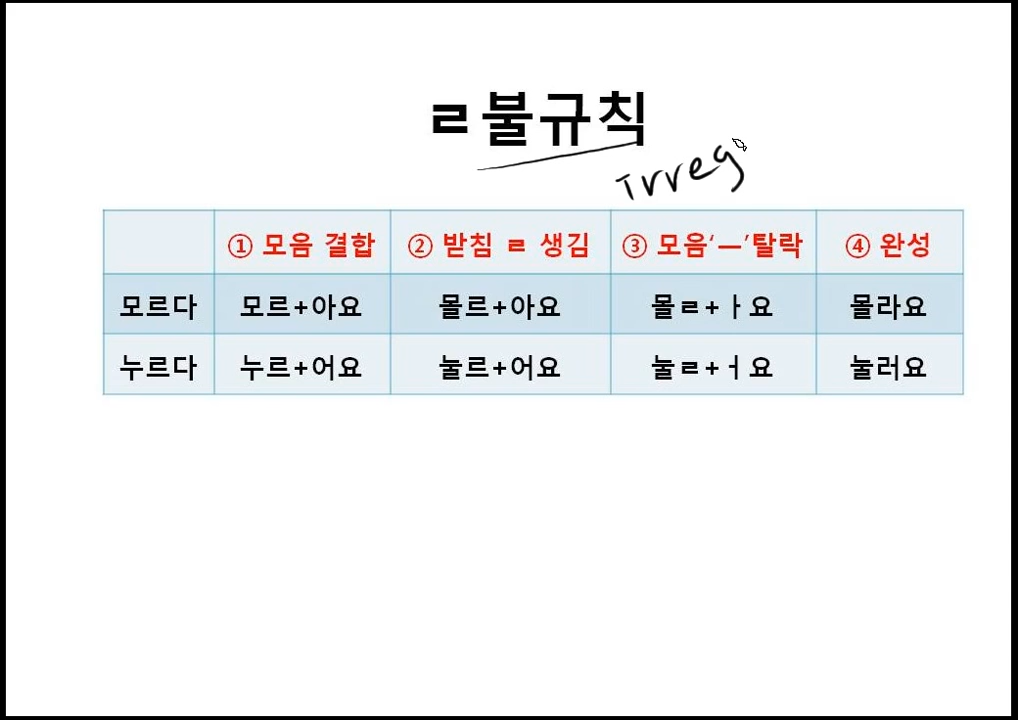 ㄹ불규칙
Irreg
① 모음 결합 ② 받침 ㄹ 생김 ③ 모음‘ㅡ’탈락 ④ 완성
모르다 모르+아요 몰르+아요 몰ㄹ+ㅏ요 몰라요
누르다 누르+어요 눌르+어요 눌ㄹ+ㅓ요 눌러요